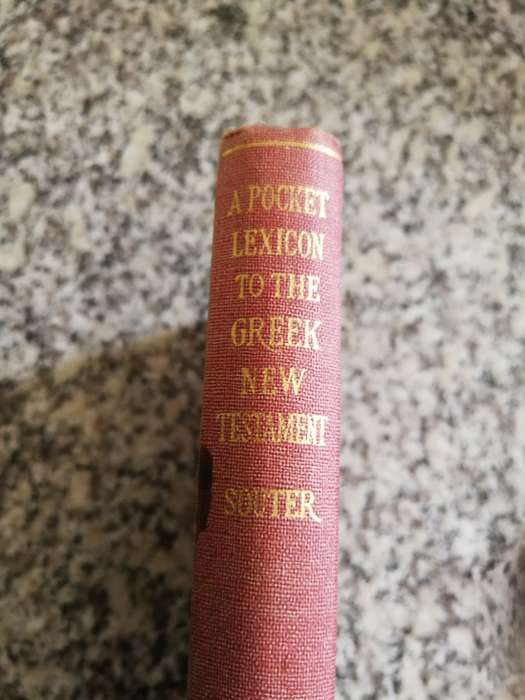 A POCKET
LEXICON
TO THE
GREEK
NEW
TESTAMENT
SOUTER